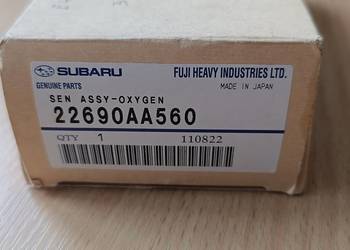 SUBARU
FUJI HEAVY INDUSTRIES LTD.
GENUINE PARTS
MADE IN JAPAN
SEN ASSY-OXYGEN
22690AA560
QTY 1 110822